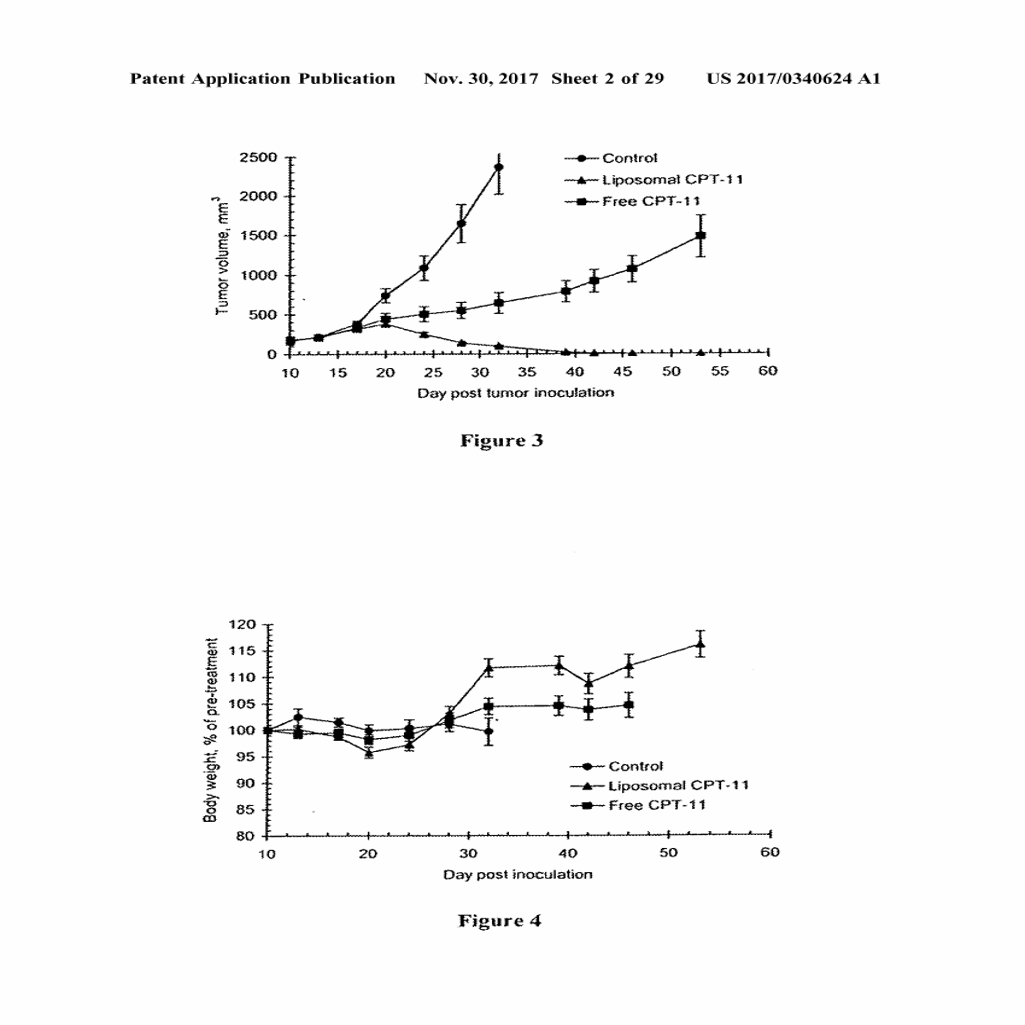 Patent Application Publication Nov. 30, 2017 Sheet 2 of 29 US 2017/0340624 A1
2500
2000
1500
1000
500
0
Tumor volume, mm³
Control
Liposomal CPT-11
Free CPT-11
10 15 20 25 30 35 40 45 50 55 60
Day post tumor inoculation
Figure 3
120
115
110
105
100
95
90
85
80
Body weight, % of pre-treatment
Control
Liposomal CPT-11
Free CPT-11
10 20 30 40 50 60
Day post inoculation
Figure 4